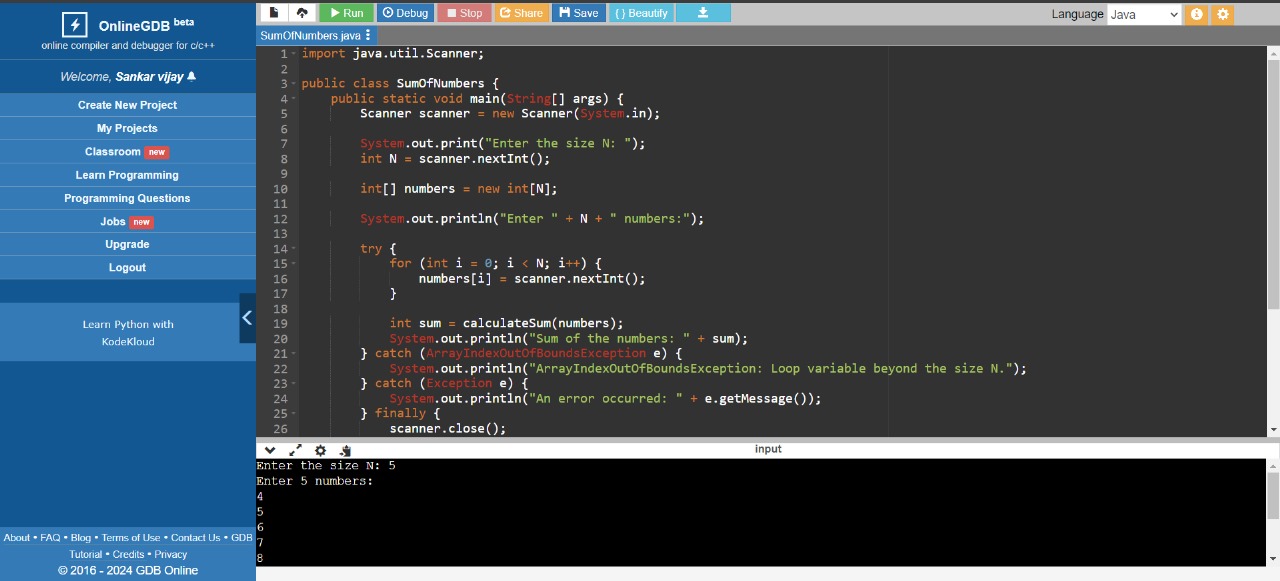 OnlineGDB beta
online compiler and debugger for c/c++
Welcome, Sankar vijay
Create New Project
My Projects
Classroom new
Learn Programming
Programming Questions
Jobs new
Upgrade
Logout
Learn Python with
KodeKloud
About • FAQ • Blog • Terms of Use • Contact Us • GDB
Tutorial • Credits • Privacy
© 2016 - 2024 GDB Online
Run Debug Stop Share Save { } Beautify Language Java
SumOfNumbers.java
1 import java.util.Scanner;
2
3 public class SumOfNumbers {
4 public static void main(String[] args) {
5 Scanner scanner = new Scanner(System.in);
6
7 System.out.print("Enter the size N: ");
8 int N = scanner.nextInt();
9
10 int[] numbers = new int[N];
11
12 System.out.println("Enter " + N + " numbers:");
13
14 try {
15 for (int i = 0; i < N; i++) {
16 numbers[i] = scanner.nextInt();
17 }
18
19 int sum = calculateSum(numbers);
20 System.out.println("Sum of the numbers: " + sum);
21 } catch (ArrayIndexOutOfBoundsException e) {
22 System.out.println("ArrayIndexOutOfBoundsException: Loop variable beyond the size N.");
23 } catch (Exception e) {
24 System.out.println("An error occurred: " + e.getMessage());
25 } finally {
26 scanner.close();
input
Enter the size N: 5
Enter 5 numbers:
4
5
6
7
8